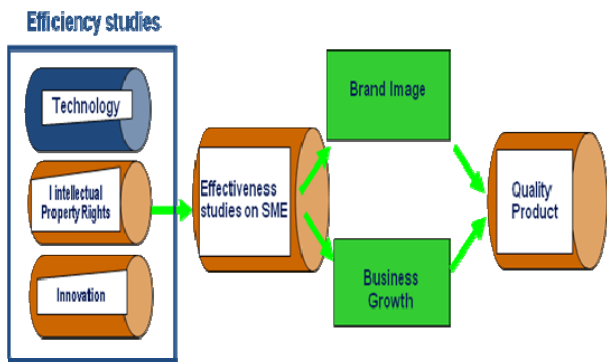 Efficiency studies
Technology
I intellectual
Property Rights
Innovation
Effectiveness
studies on SME
Brand Image
Business
Growth
Quality
Product